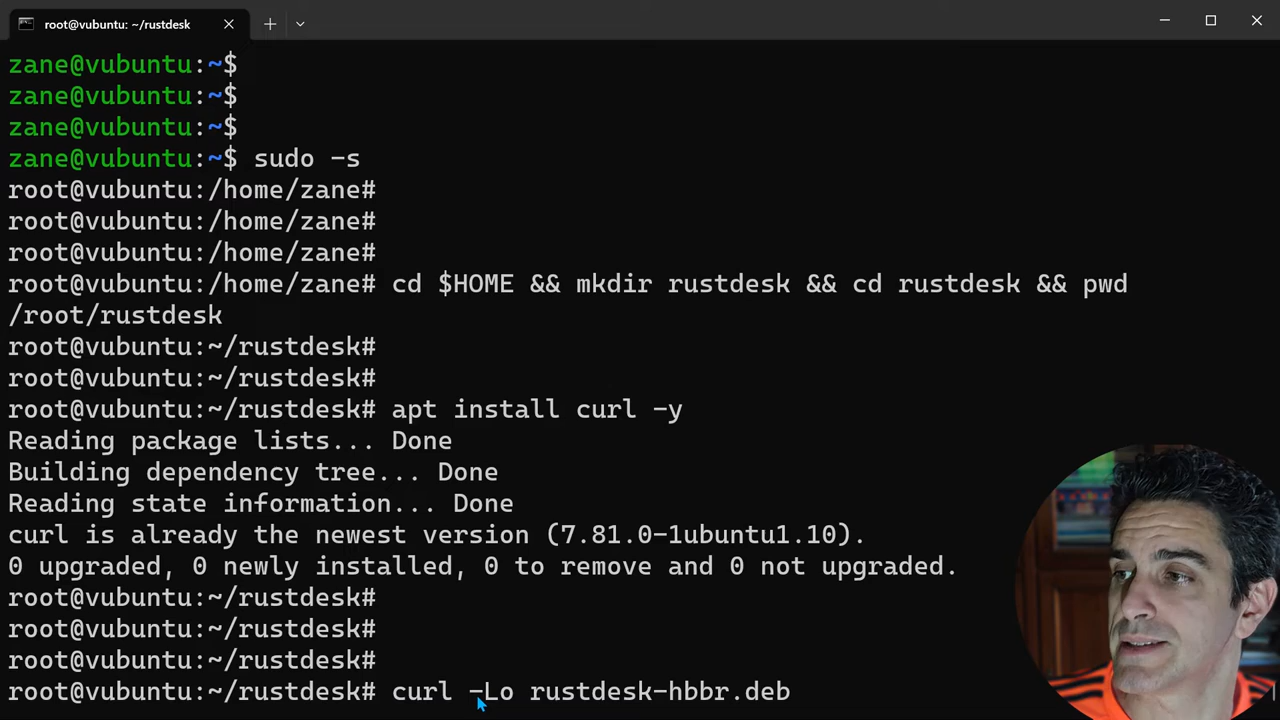 root@vubuntu: ~/rustdesk
zane@vubuntu:~$
zane@vubuntu:~$
zane@vubuntu:~$
zane@vubuntu:~$ sudo -s
root@vubuntu:/home/zane#
root@vubuntu:/home/zane#
root@vubuntu:/home/zane#
root@vubuntu:/home/zane# cd $HOME && mkdir rustdesk && cd rustdesk && pwd
/root/rustdesk
root@vubuntu:~/rustdesk#
root@vubuntu:~/rustdesk#
root@vubuntu:~/rustdesk# apt install curl -y
Reading package lists... Done
Building dependency tree... Done
Reading state information... Done
curl is already the newest version (7.81.0-1ubuntu1.10).
0 upgraded, 0 newly installed, 0 to remove and 0 not upgraded.
root@vubuntu:~/rustdesk#
root@vubuntu:~/rustdesk#
root@vubuntu:~/rustdesk#
root@vubuntu:~/rustdesk# curl -Lo rustdesk-hbbr.deb